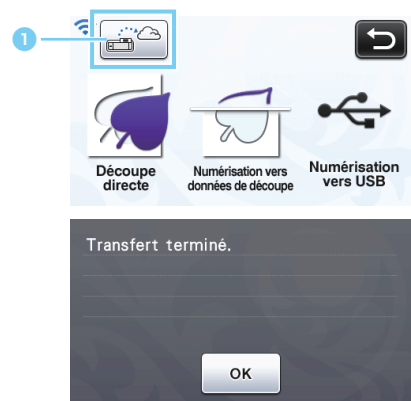 1
Découpe
directe
Numérisation vers
données de découpe
Numérisation
vers USB
Transfert terminé.
OK